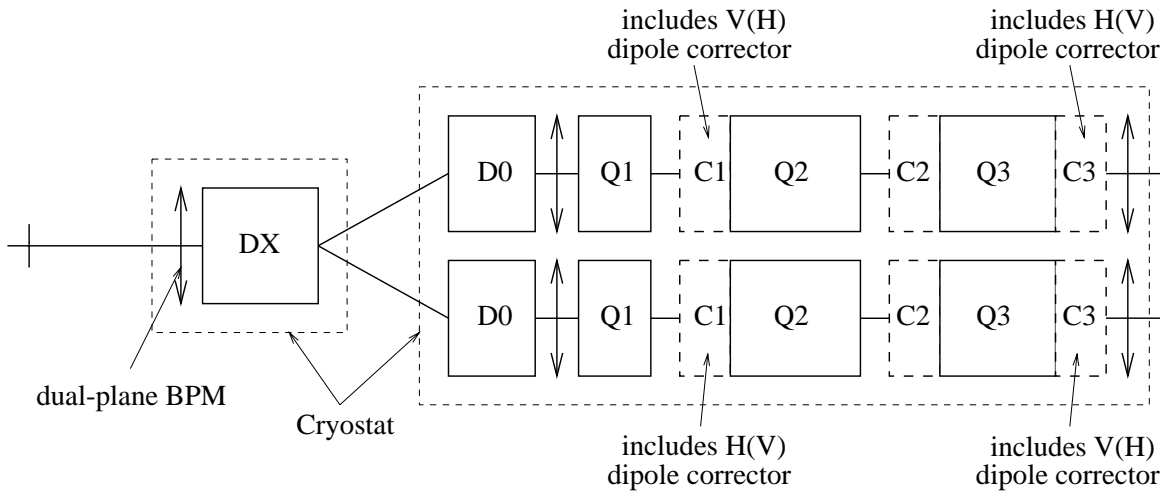 includes V(H)
dipole corrector
includes H(V)
dipole corrector
D0
Q1
C1
Q2
C2
Q3
C3
DX
D0
Q1
C1
Q2
C2
Q3
C3
dual-plane BPM
Cryostat
includes H(V)
dipole corrector
includes V(H)
dipole corrector